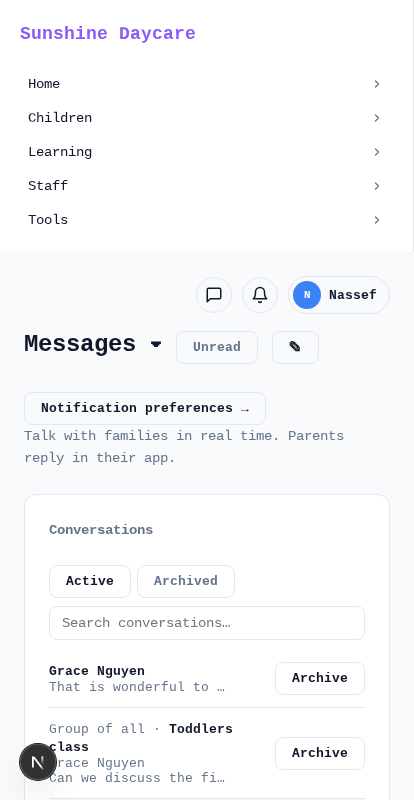 Sunshine Daycare
Home
Children
Learning
Staff
Tools
N Nassef
Messages Unread
Notification preferences →
Talk with families in real time. Parents
reply in their app.
Conversations
Active Archived
Search conversations…
Grace Nguyen
That is wonderful to … Archive
Group of all · Toddlers
class
Grace Nguyen Archive
Can we discuss the fi…
N